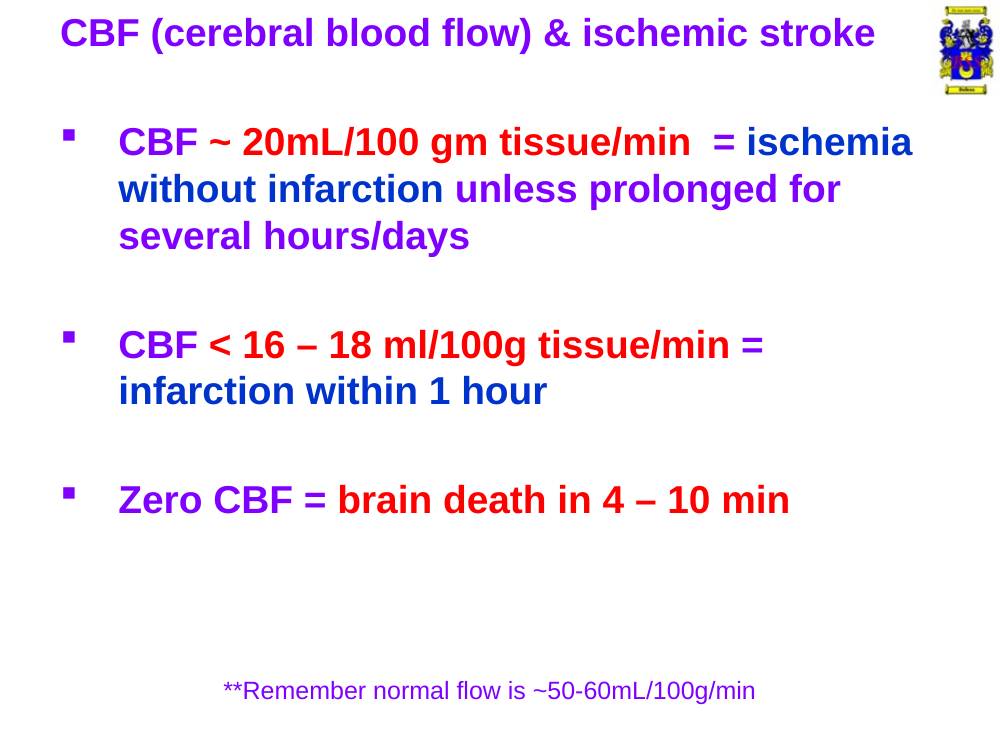 CBF (cerebral blood flow) & ischemic stroke
▪ CBF ~ 20mL/100 gm tissue/min = ischemia
without infarction unless prolonged for
several hours/days
▪ CBF < 16 – 18 ml/100g tissue/min =
infarction within 1 hour
▪ Zero CBF = brain death in 4 – 10 min
**Remember normal flow is ~50-60mL/100g/min